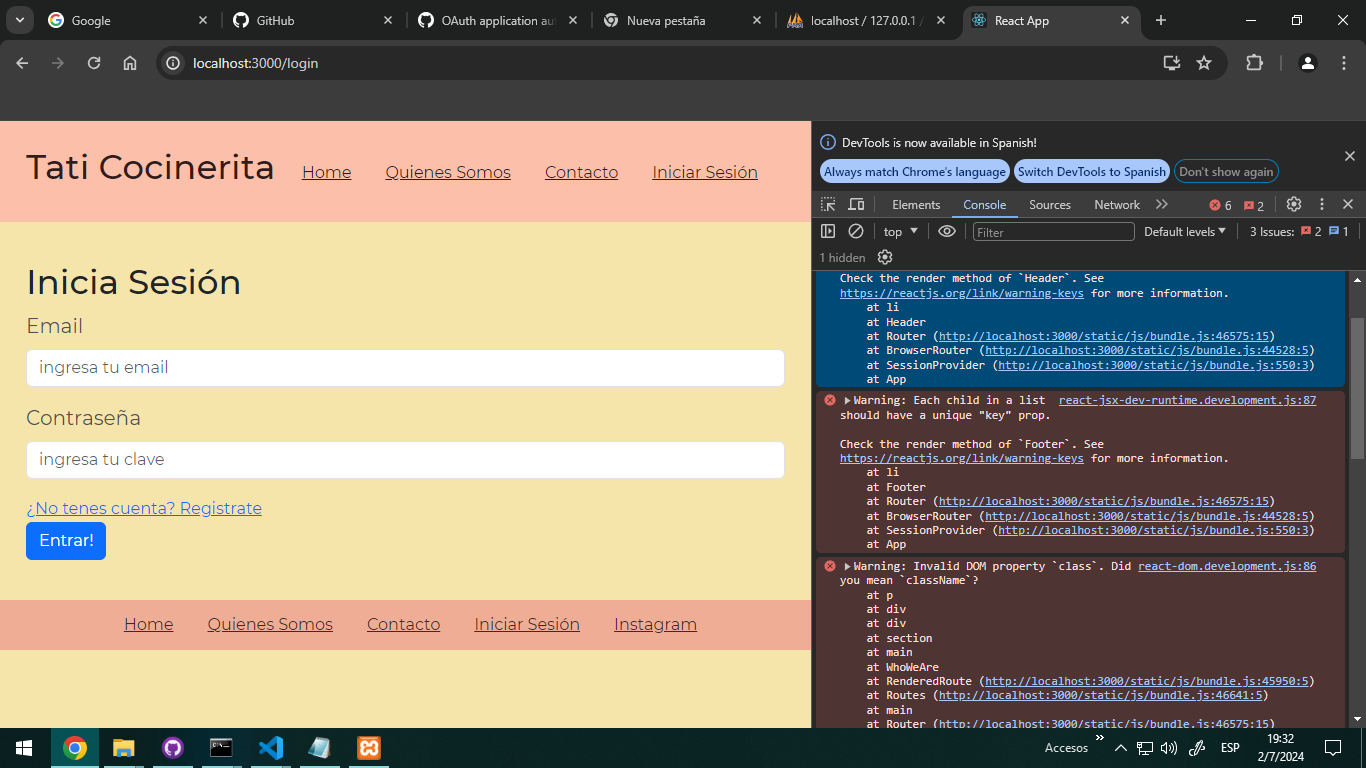 Google
GitHub
OAuth application au
Nueva pestaña
localhost / 127.0.0.1 /
React App
localhost:3000/login
Tati Cocinerita
Home
Quienes Somos
Contacto
Iniciar Sesión
Inicia Sesión
Email
ingresa tu email
Contraseña
ingresa tu clave
¿No tenes cuenta? Registrate
Entrar!
Home
Quienes Somos
Contacto
Iniciar Sesión
Instagram
DevTools is now available in Spanish!
Always match Chrome's language
Switch DevTools to Spanish
Don't show again
Elements
Console
Sources
Network
6
2
top
Filter
Default levels
3 Issues:
2
1
1 hidden
Check the render method of `Header`. See
https://reactjs.org/link/warning-keys for more information.
at li
at Header
at Router (http://localhost:3000/static/js/bundle.js:46575:15)
at BrowserRouter (http://localhost:3000/static/js/bundle.js:44528:5)
at SessionProvider (http://localhost:3000/static/js/bundle.js:550:3)
at App
Warning: Each child in a list react-jsx-dev-runtime.development.js:87
should have a unique "key" prop.
Check the render method of `Footer`. See
https://reactjs.org/link/warning-keys for more information.
at li
at Footer
at Router (http://localhost:3000/static/js/bundle.js:46575:15)
at BrowserRouter (http://localhost:3000/static/js/bundle.js:44528:5)
at SessionProvider (http://localhost:3000/static/js/bundle.js:550:3)
at App
Warning: Invalid DOM property `class`. Did react-dom.development.js:86
you mean `className`?
at p
at div
at div
at section
at main
at WhoWeAre
at RenderedRoute (http://localhost:3000/static/js/bundle.js:45950:5)
at Routes (http://localhost:3000/static/js/bundle.js:46641:5)
at main
at Router (http://localhost:3000/static/js/bundle.js:46575:15)
Accesos
ESP
19:32
2/7/2024